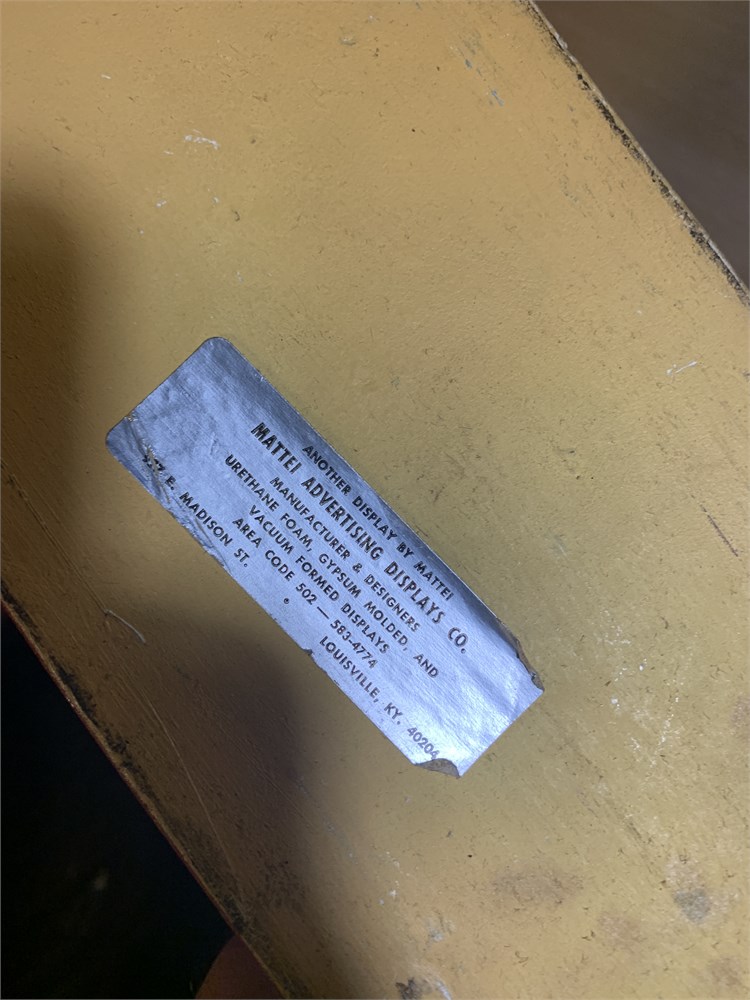 ANOTHER DISPLAY BY MATTEI
MATTEI ADVERTISING DISPLAYS CO.
MANUFACTURER & DESIGNERS
URETHANE FOAM, GYPSUM MOLDED, AND
VACUUM FORMED DISPLAYS
AREA CODE 502 — 583-4774
E. MADISON ST. LOUISVILLE, KY. 40204